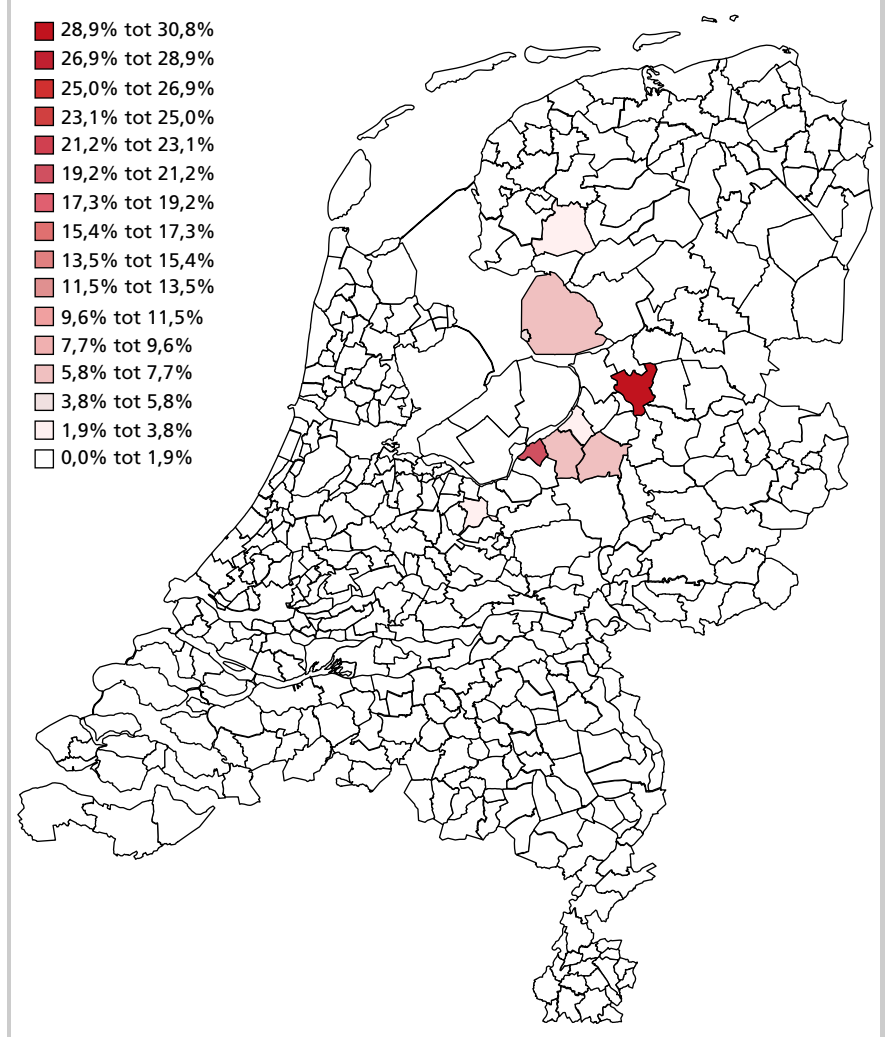 28,9% tot 30,8%
26,9% tot 28,9%
25,0% tot 26,9%
23,1% tot 25,0%
21,2% tot 23,1%
19,2% tot 21,2%
17,3% tot 19,2%
15,4% tot 17,3%
13,5% tot 15,4%
11,5% tot 13,5%
9,6% tot 11,5%
7,7% tot 9,6%
5,8% tot 7,7%
3,8% tot 5,8%
1,9% tot 3,8%
0,0% tot 1,9%